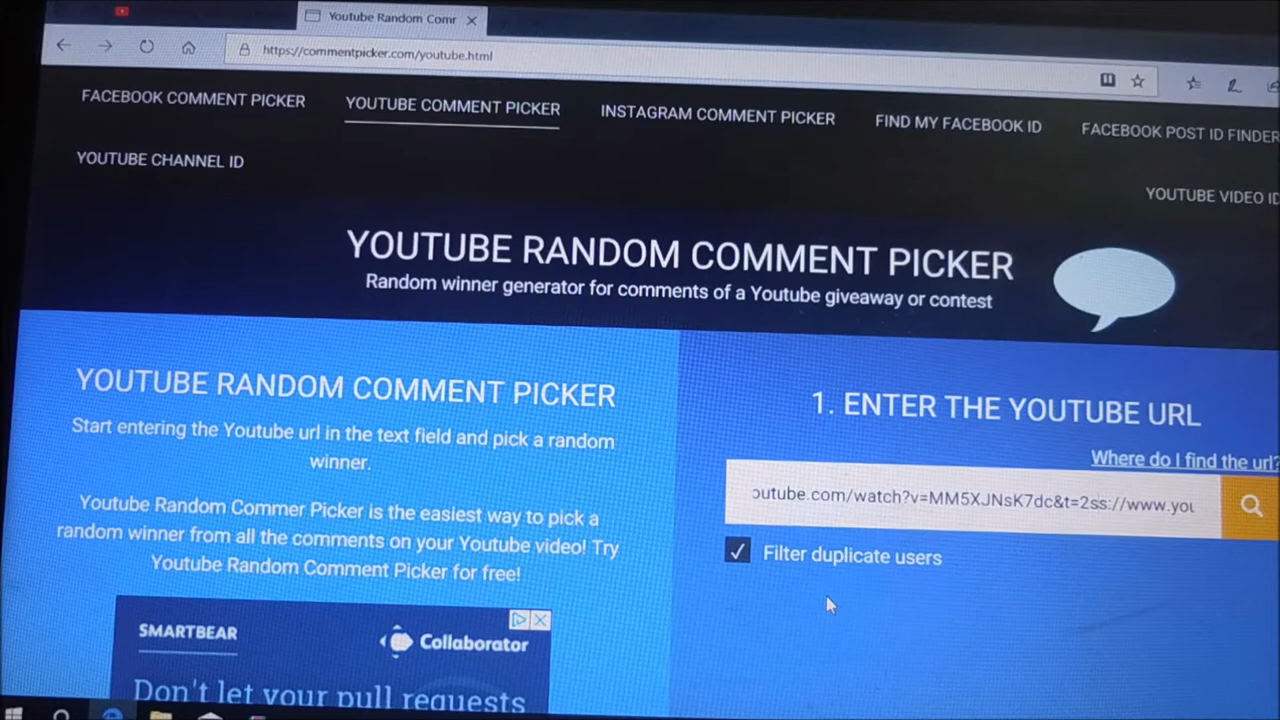 Youtube Random Comr
https://commentpicker.com/youtube.html
FACEBOOK COMMENT PICKER
YOUTUBE COMMENT PICKER
INSTAGRAM COMMENT PICKER
FIND MY FACEBOOK ID
FACEBOOK POST ID FINDER
YOUTUBE CHANNEL ID
YOUTUBE VIDEO ID
YOUTUBE RANDOM COMMENT PICKER
Random winner generator for comments of a Youtube giveaway or contest
YOUTUBE RANDOM COMMENT PICKER
Start entering the Youtube url in the text field and pick a random
winner.
Youtube Random Commer Picker is the easiest way to pick a
random winner from all the comments on your Youtube video! Try
Youtube Random Comment Picker for free!
SMARTBEAR
Collaborator
Don't let your pull requests
1. ENTER THE YOUTUBE URL
Where do I find the url?
outube.com/watch?v=MM5XJNsK7dc&t=2ss://www.you
Filter duplicate users